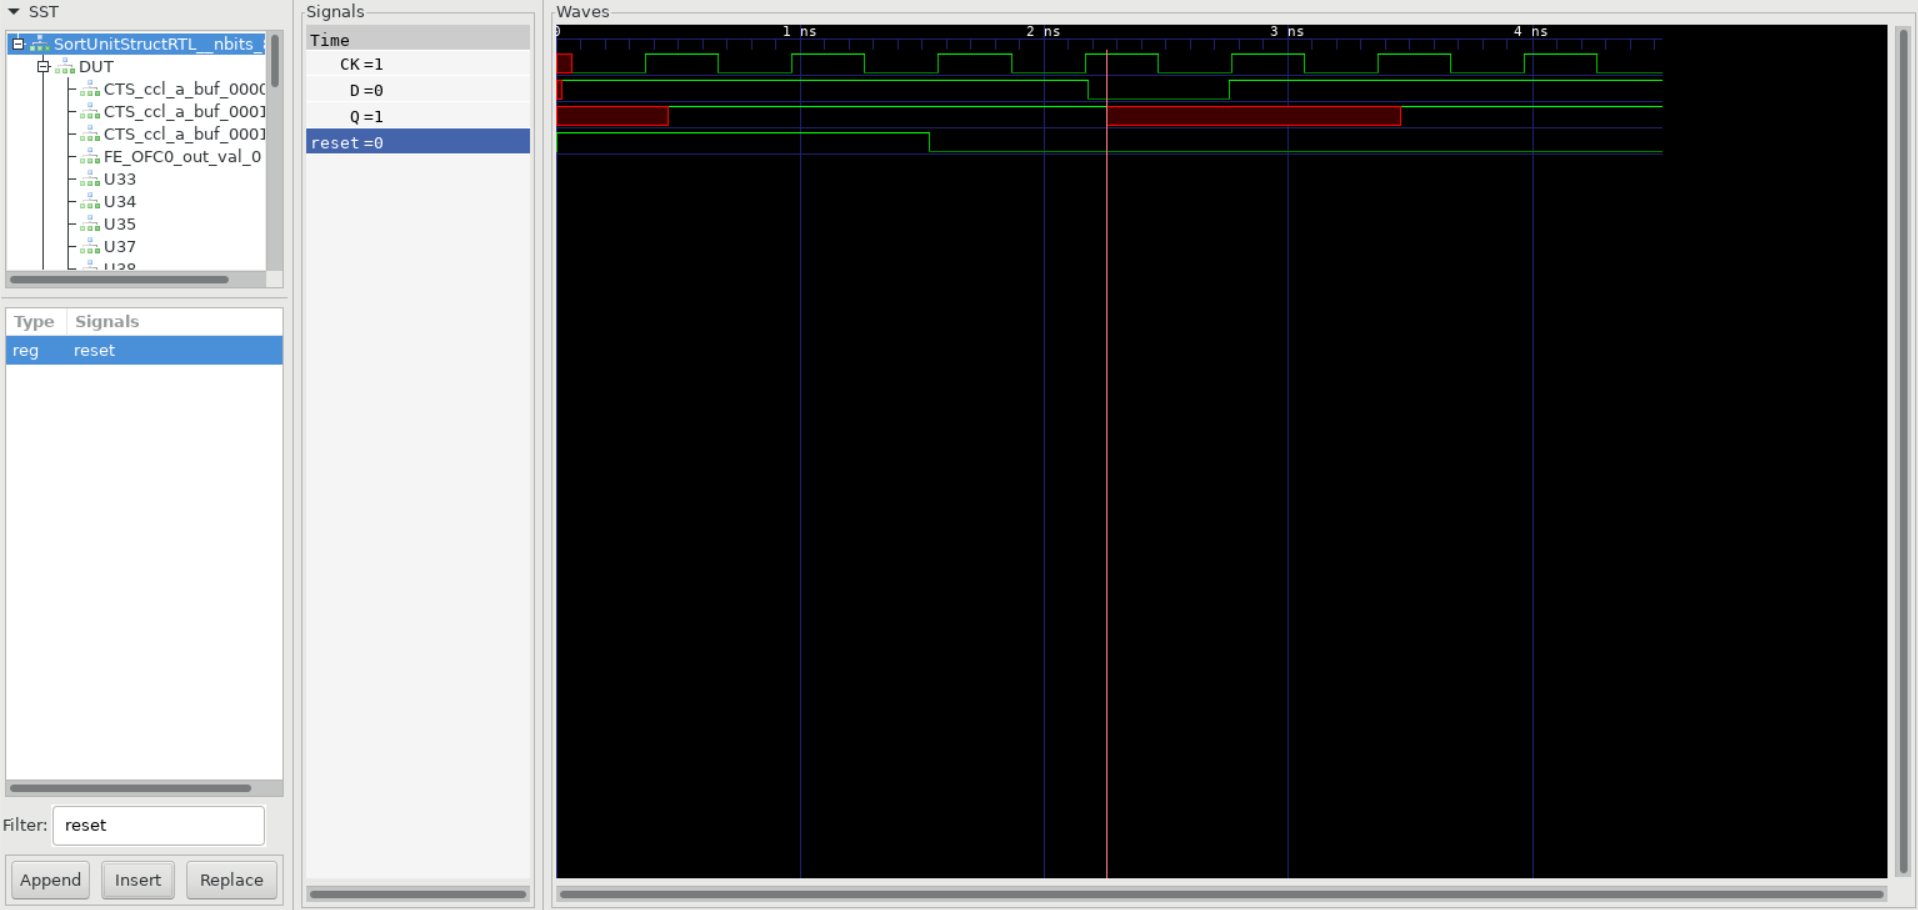 SST
SortUnitStructRTL__nbits_
DUT
CTS_ccl_a_buf_0000
CTS_ccl_a_buf_0001
CTS_ccl_a_buf_0001
FE_OFC0_out_val_0
U33
U34
U35
U37
U38
Type Signals
reg reset
Filter: reset
Append Insert Replace
Signals
Time
CK=1
D=0
Q=1
reset=0
Waves
0 1 ns 2 ns 3 ns 4 ns